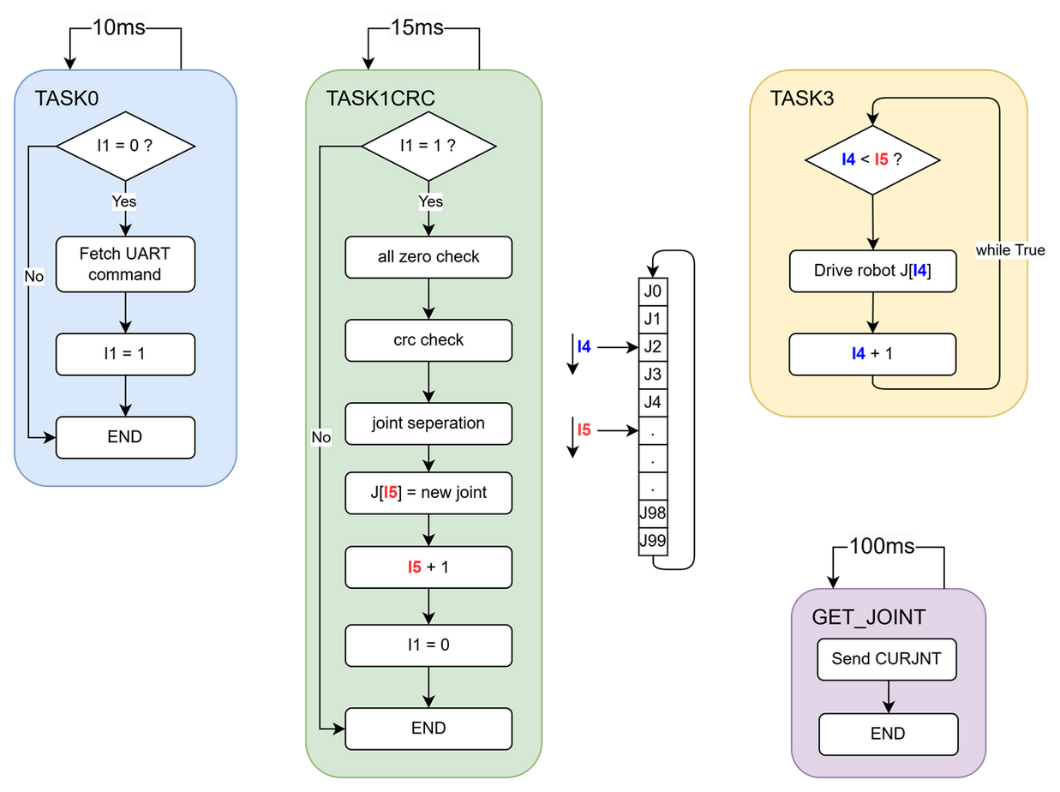 10ms
TASK0
I1 = 0 ?
Yes
No
Fetch UART
command
I1 = 1
END
15ms
TASK1CRC
I1 = 1 ?
Yes
all zero check
crc check
joint seperation
No
J[I5] = new joint
I5 + 1
I1 = 0
END
I4
I5
J0
J1
J2
J3
J4
.
.
.
J98
J99
TASK3
I4 < I5 ?
while True
Drive robot J[I4]
I4 + 1
100ms
GET_JOINT
Send CURJNT
END